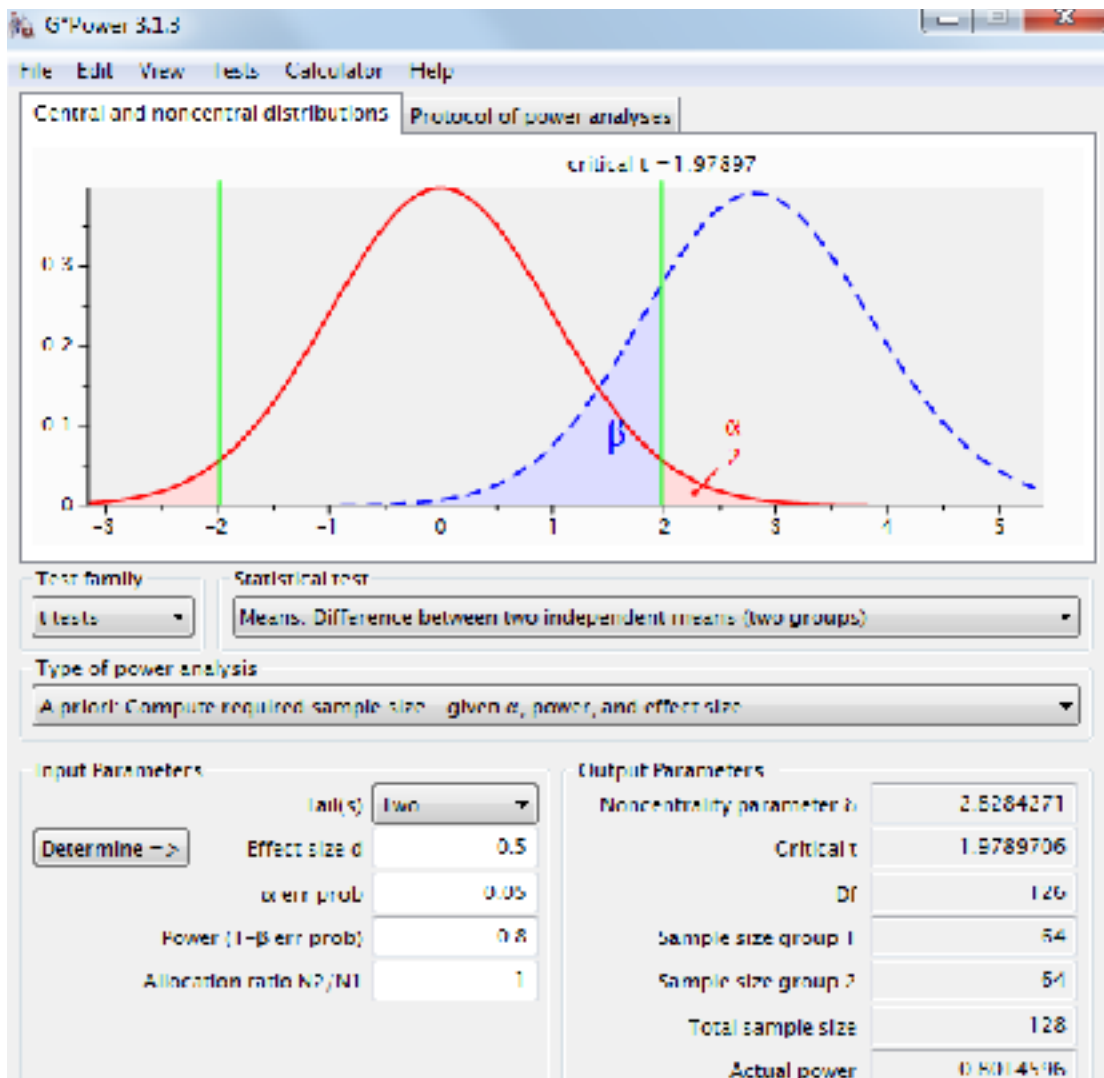 G*Power 3.1.3
File Edit View Tests Calculator Help
Central and noncentral distributions Protocol of power analyses
critical t = 1.97897
0.3
0.2
0.1
0
β
α
2
-3 -2 -1 0 1 2 3 4 5
Test family Statistical test
t tests Means: Difference between two independent means (two groups)
Type of power analysis
A priori: Compute required sample size - given α, power, and effect size
Input Parameters Output Parameters
Tail(s) Two Noncentrality parameter δ 2.8284271
Determine => Effect size d 0.5 Critical t 1.9789706
α err prob 0.05 Df 126
Power (1-β err prob) 0.8 Sample size group 1 64
Allocation ratio N2/N1 1 Sample size group 2 64
Total sample size 128
Actual power 0.8014596